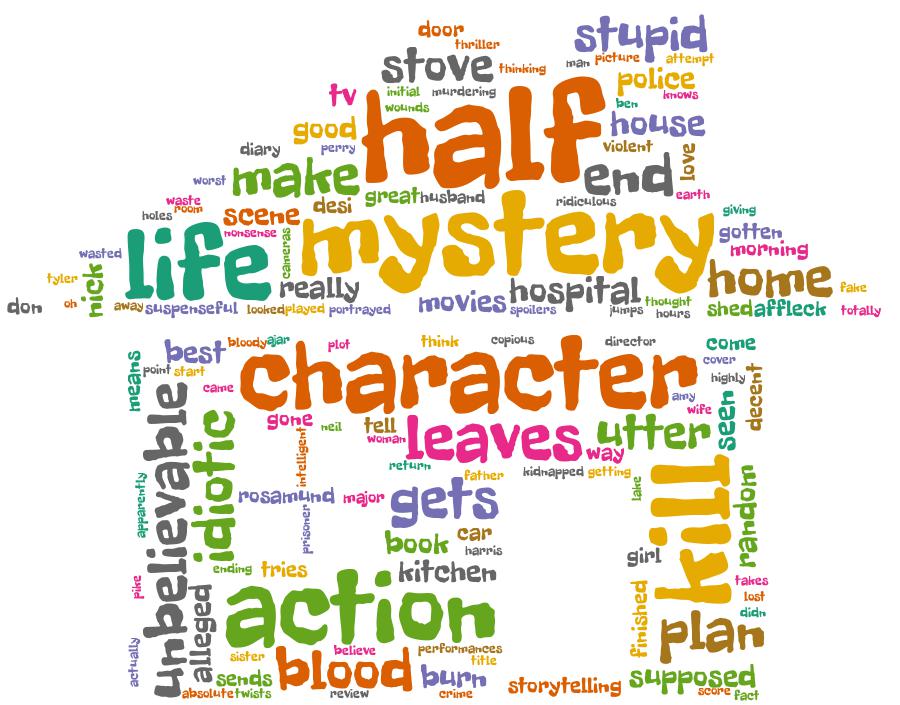 door
stupid
thriller
stove
thinking
man
picture
attempt
tv
initial
murdering
police
knows
half
wounds
ben
good
house
diary
perry
violent
love
worst
make
end
great
husband
earth
waste
desi
ridiculous
holes
room
scene
mystery
giving
nonsense
gotten
wasted
life
cameras
morning
tyler
nick
really
hospital
home
fake
don
oh
away
suspenseful
looked
played
portrayed
movies
spoilers
jumps
thought
hours
shed
affleck
totally
best
bloody
ajar
plot
think
copious
director
come
means
point
start
character
cover
highly
came
amy
decent
unbelievable
idiotic
gone
neil
tell
woman
leaves
utter
wife
seen
intelligent
way
return
father
kidnapped
getting
kill
apparently
rosamund
major
gets
lake
random
prisoner
book
car
harris
girl
ending
tries
kitchen
pike
alleged
action
finished
takes
lost
didn
plan
actually
sister
believe
performances
title
sends
blood
burn
supposed
absolute
twists
review
crime
storytelling
score
fact